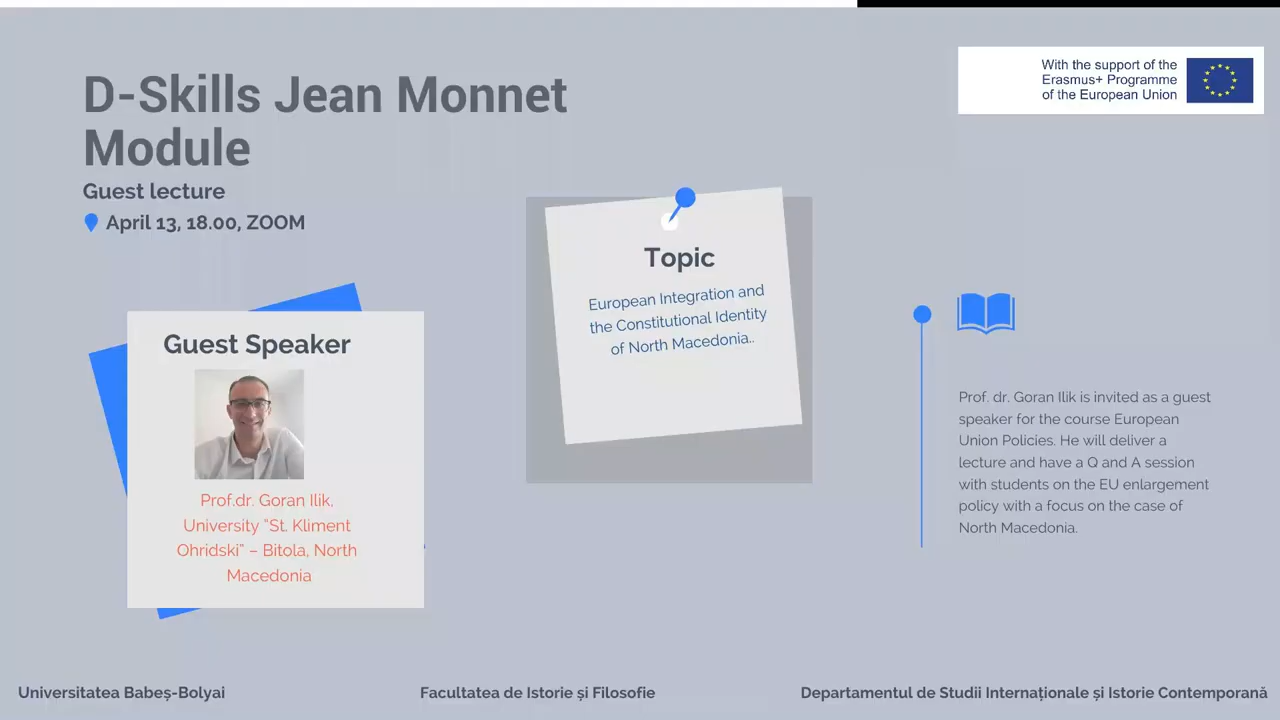 D-Skills Jean Monnet
Module
Guest lecture
April 13, 18.00, ZOOM
With the support of the
Erasmus+ Programme
of the European Union
Guest Speaker
Prof.dr. Goran Ilik,
University "St. Kliment
Ohridski" – Bitola, North
Macedonia
Topic
European Integration and
the Constitutional Identity
of North Macedonia..
Prof. dr. Goran Ilik is invited as a guest
speaker for the course European
Union Policies. He will deliver a
lecture and have a Q and A session
with students on the EU enlargement
policy with a focus on the case of
North Macedonia.
Universitatea Babeș-Bolyai
Facultatea de Istorie și Filosofie
Departamentul de Studii Internaționale și Istorie Contemporană